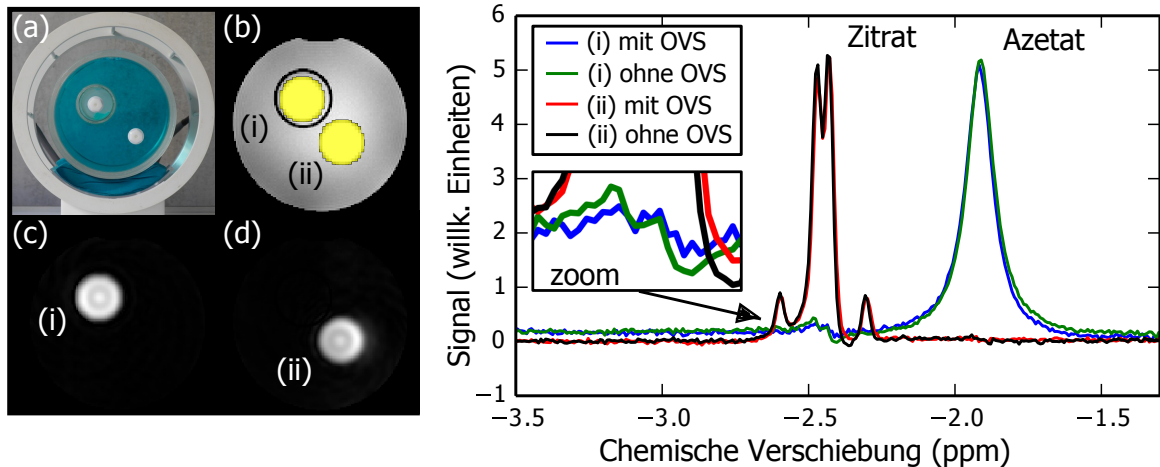 (a)
(b)
(i)
(ii)
(c)
(d)
(i)
(ii)
6
5
4
3
2
1
0
−1
Signal (willk. Einheiten)
(i) mit OVS
(i) ohne OVS
(ii) mit OVS
(ii) ohne OVS
zoom
Zitrat
Azetat
−3.5
−3.0
−2.5
−2.0
−1.5
Chemische Verschiebung (ppm)